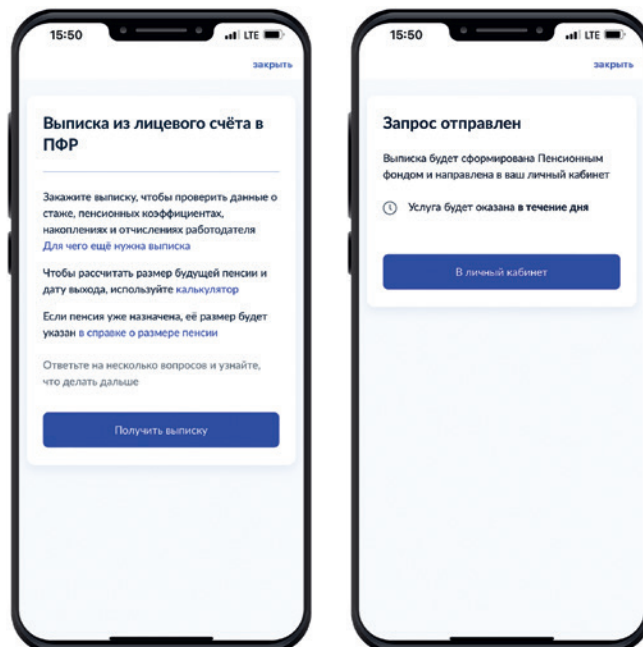 15:50
LTE
закрыть
Выписка из лицевого счёта в
ПФР
Закажите выписку, чтобы проверить данные о
стаже, пенсионных коэффициентах,
накоплениях и отчислениях работодателя
Для чего ещё нужна выписка
Чтобы рассчитать размер будущей пенсии и
дату выхода, используйте калькулятор
Если пенсия уже назначена, её размер будет
указан в справке о размере пенсии
Ответьте на несколько вопросов и узнайте,
что делать дальше
Получить выписку
15:50
LTE
закрыть
Запрос отправлен
Выписка будет сформирована Пенсионным
фондом и направлена в ваш личный кабинет
Услуга будет оказана в течение дня
В личный кабинет